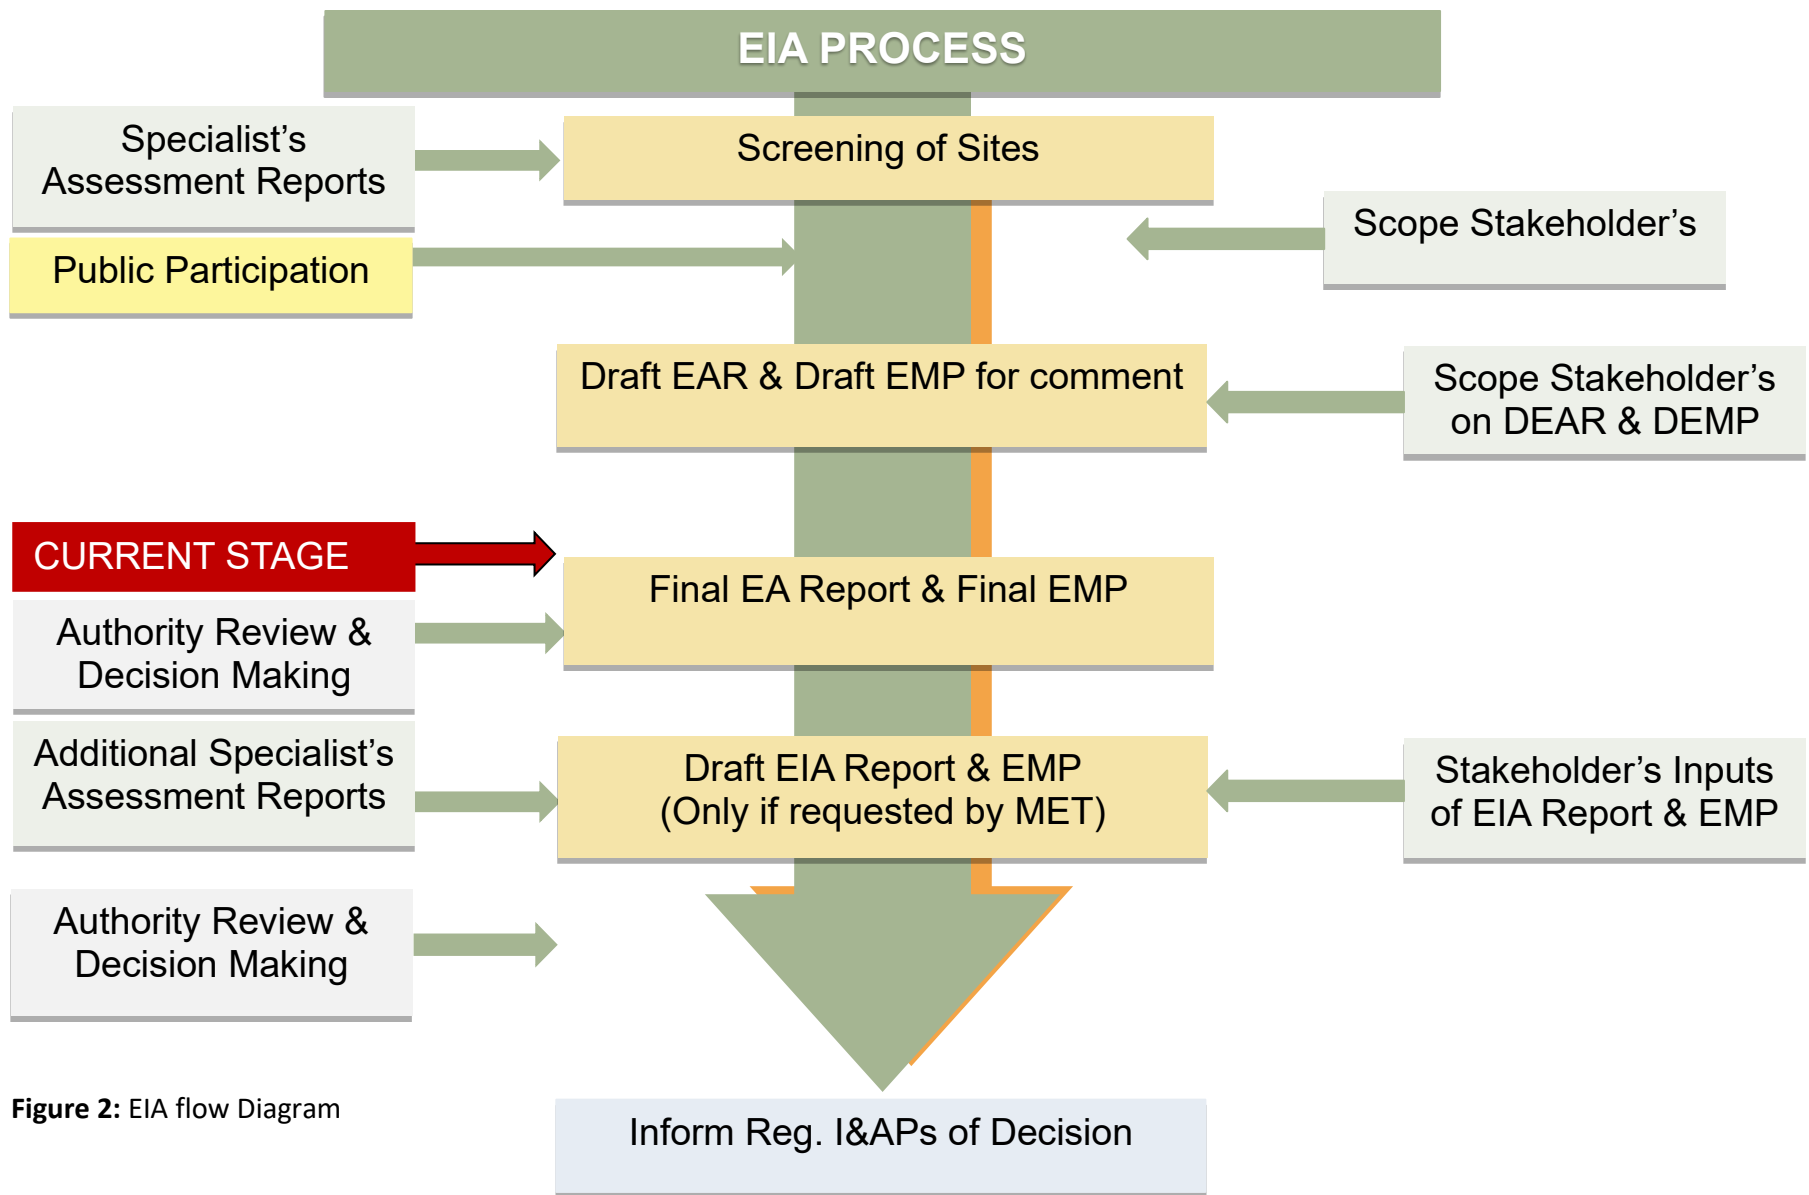 EIA PROCESS
Specialist’s
Assessment Reports
Screening of Sites
Scope Stakeholder’s
Public Participation
Draft EAR & Draft EMP for comment
Scope Stakeholder’s
on DEAR & DEMP
CURRENT STAGE
Final EA Report & Final EMP
Authority Review &
Decision Making
Additional Specialist’s
Assessment Reports
Draft EIA Report & EMP
(Only if requested by MET)
Stakeholder’s Inputs
of EIA Report & EMP
Authority Review &
Decision Making
Figure 2: EIA flow Diagram
Inform Reg. I&APs of Decision